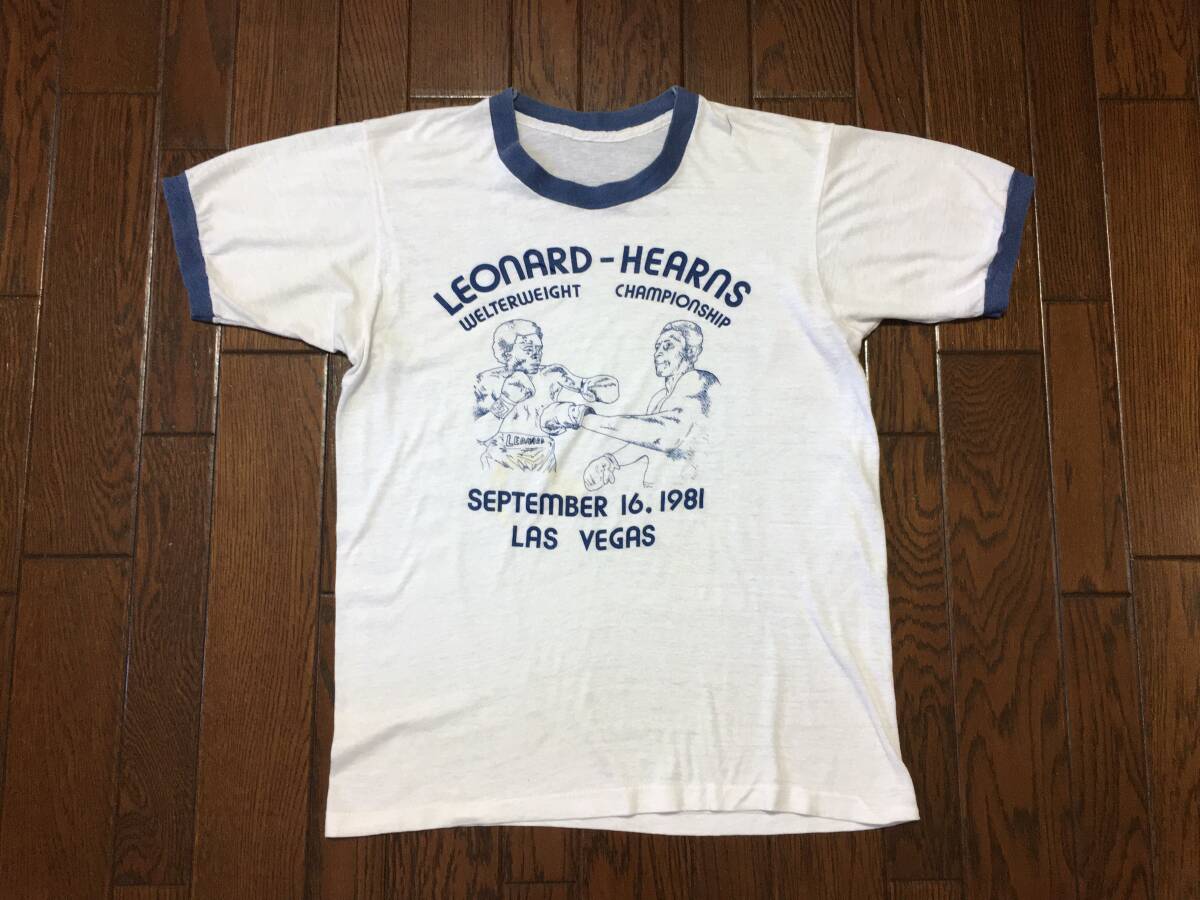 LEONARD - HEARNS
WELTERWEIGHT CHAMPIONSHIP
SEPTEMBER 16. 1981
LAS VEGAS